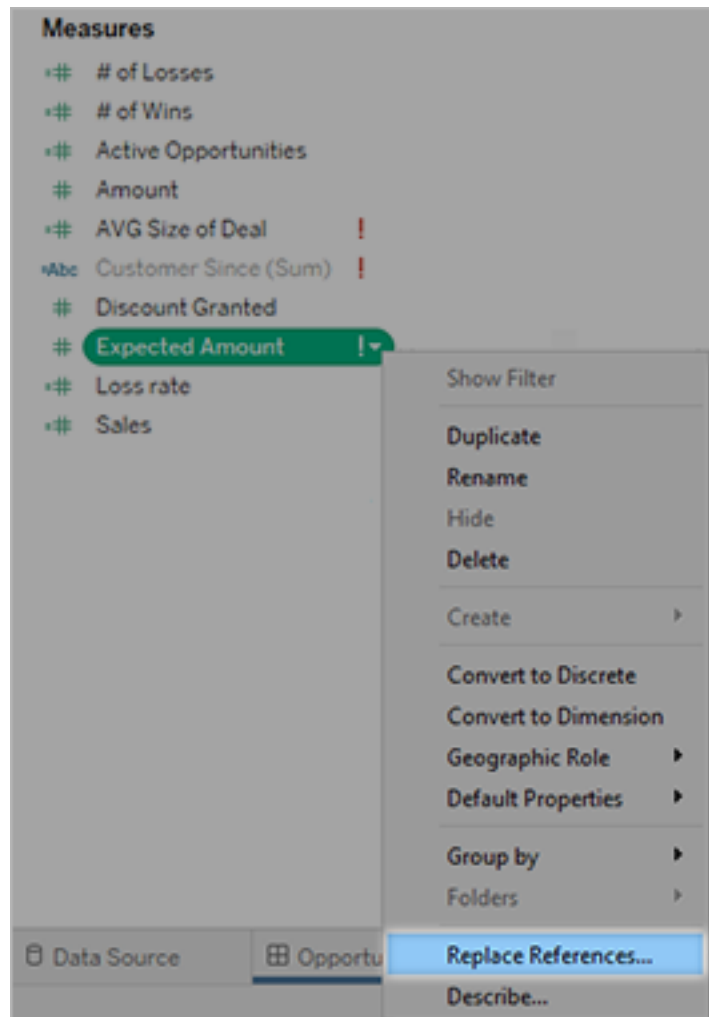 Measures
# of Losses
# of Wins
Active Opportunities
Amount
AVG Size of Deal !
Abc Customer Since (Sum) !
Discount Granted
Expected Amount !
Loss rate
Sales
Show Filter
Duplicate
Rename
Hide
Delete
Create
Convert to Discrete
Convert to Dimension
Geographic Role
Default Properties
Group by
Folders
Replace References...
Describe...
Data Source
Opportu